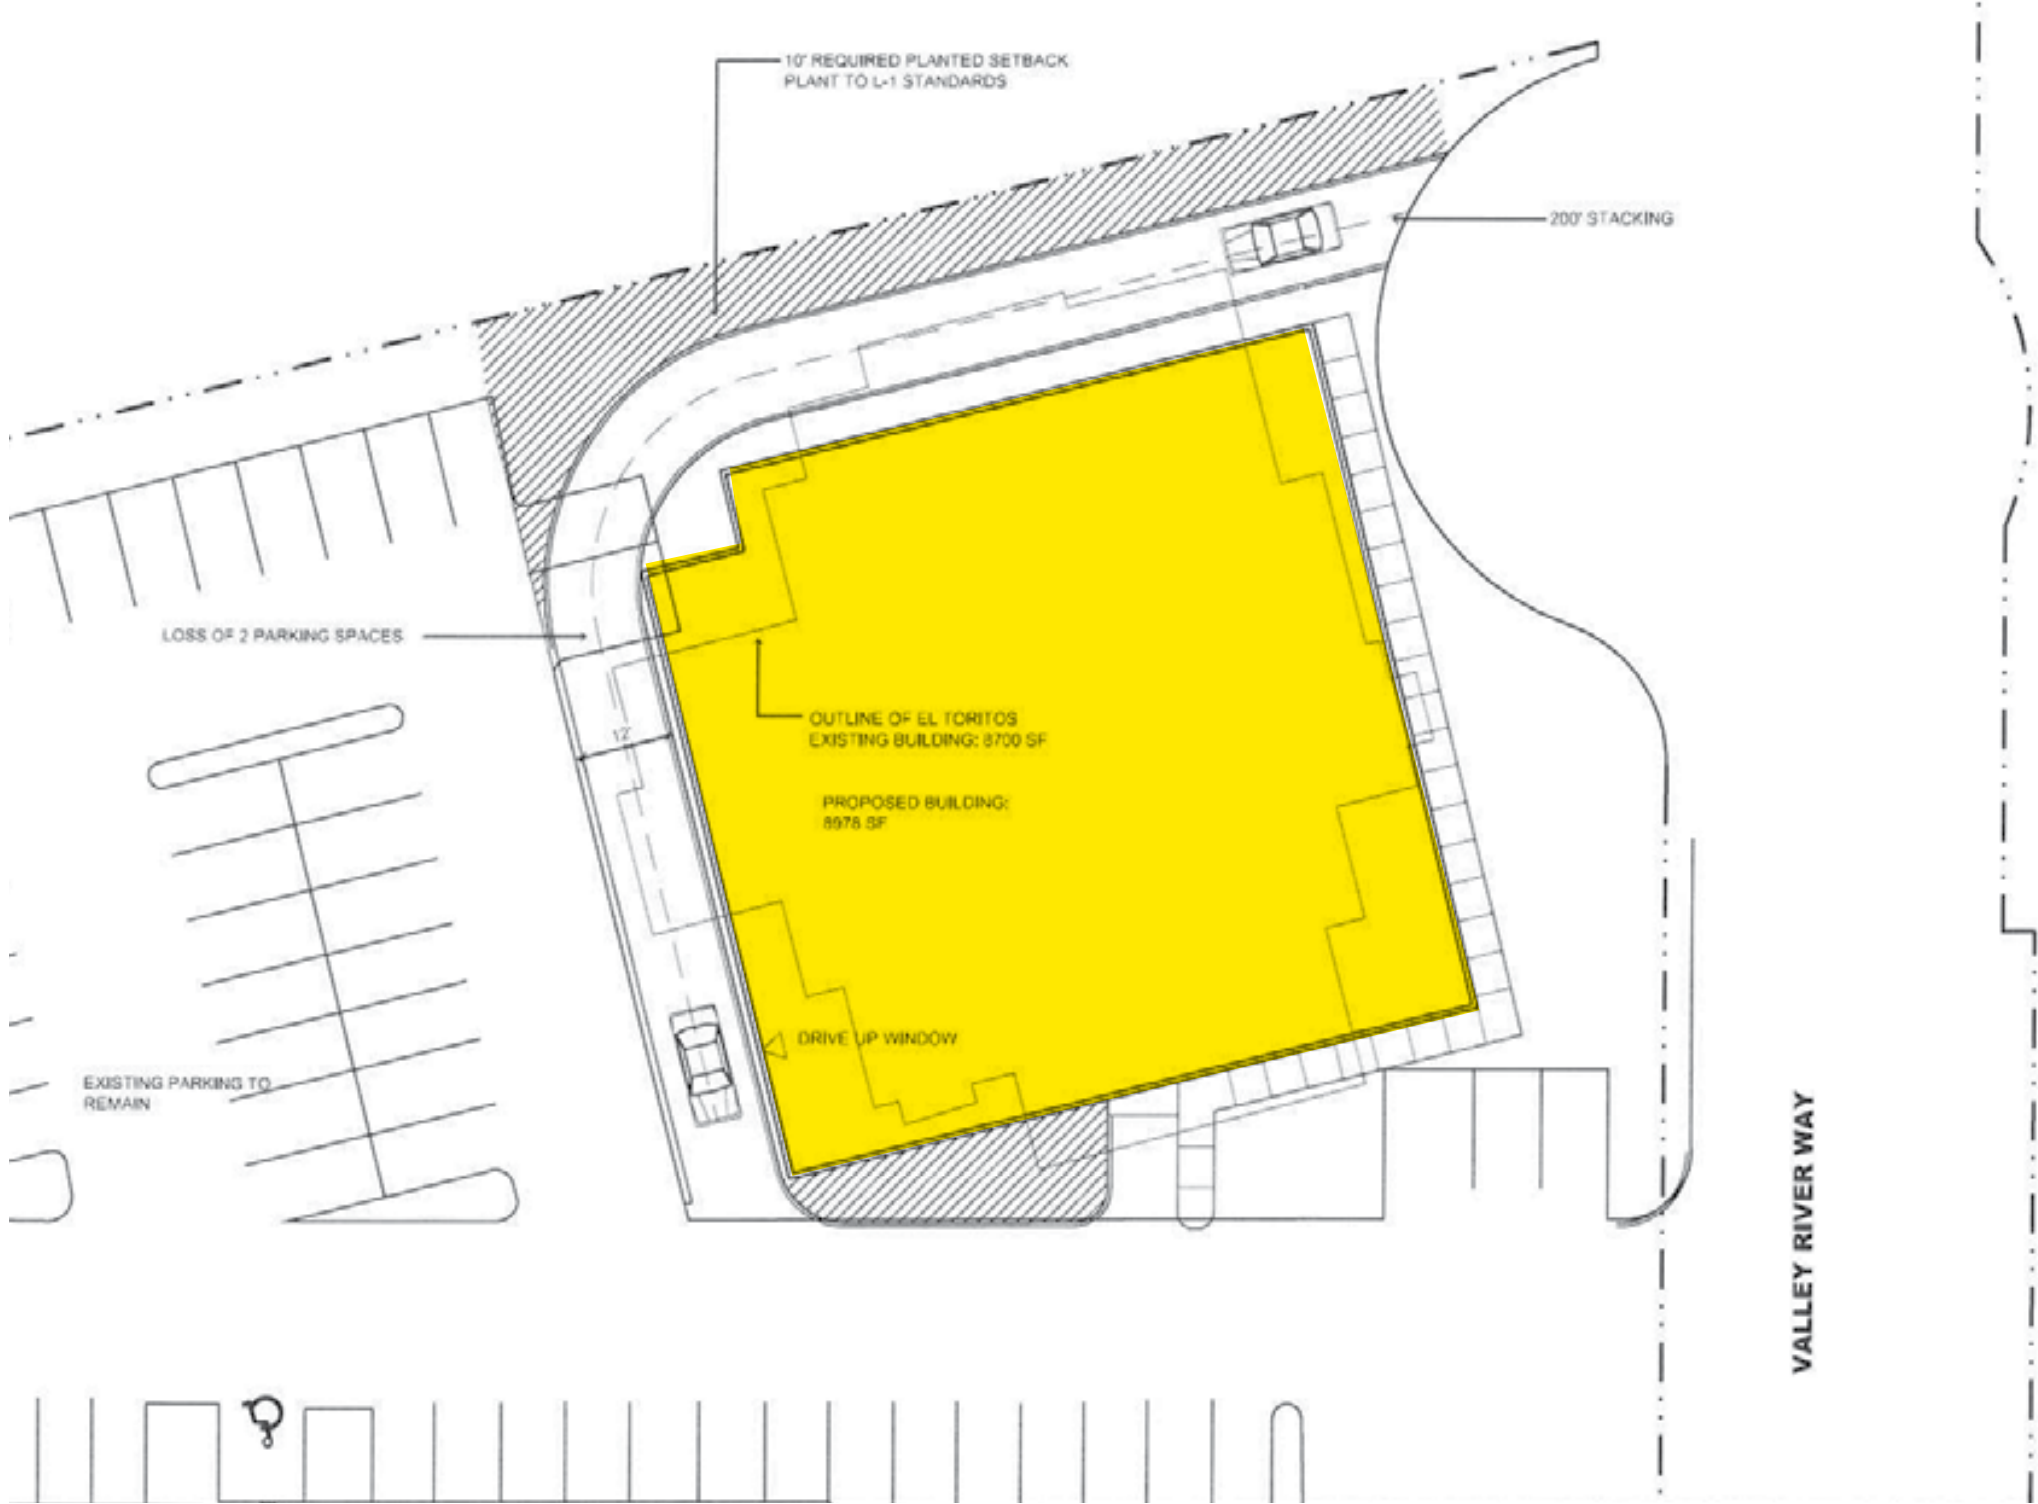 10' REQUIRED PLANTED SETBACK
PLANT TO L-1 STANDARDS
200' STACKING
LOSS OF 2 PARKING SPACES
OUTLINE OF EL TORITOS
EXISTING BUILDING: 8700 SF
12'
PROPOSED BUILDING:
8978 SF
DRIVE UP WINDOW
EXISTING PARKING TO
REMAIN
VALLEY RIVER WAY